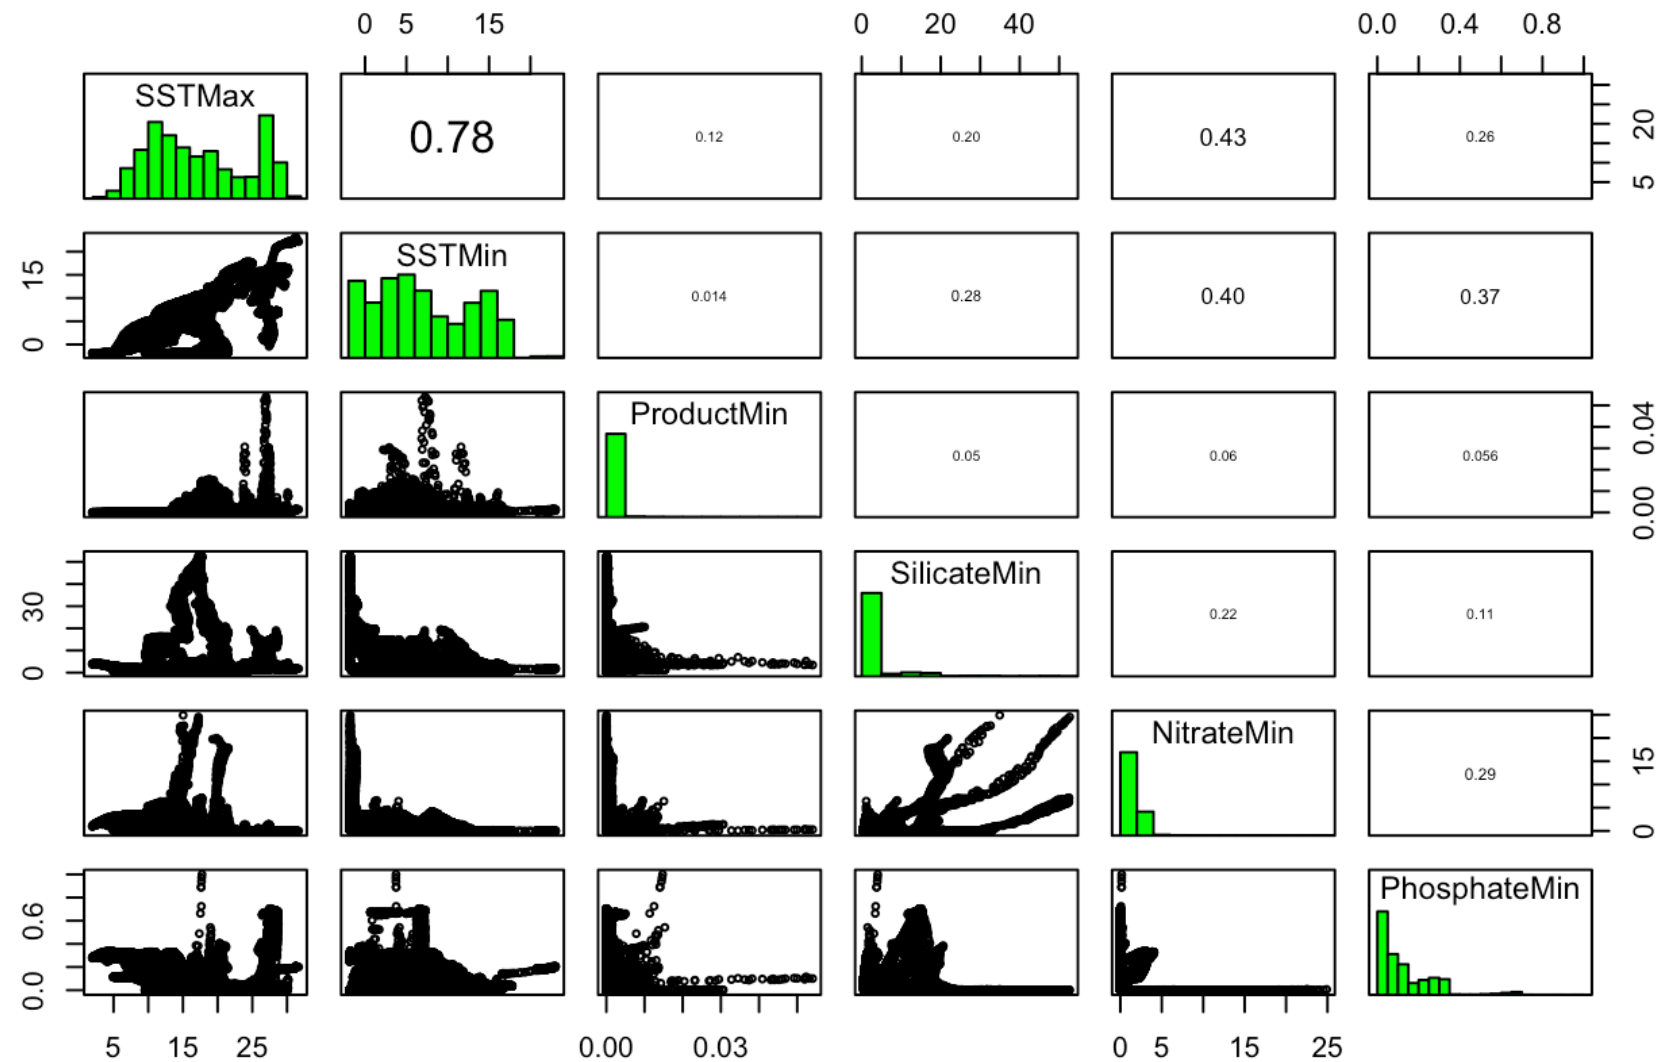 0 5 15 0 20 40 0.0 0.4 0.8
SSTMax 0.78 0.12 0.20 0.43 0.26 5 20
15 0 SSTMin 0.014 0.28 0.40 0.37
ProductMin 0.05 0.06 0.056 0.00 0.04
30 0 SilicateMin 0.22 0.11
NitrateMin 0.29 0 15
0.6 0.0 PhosphateMin
5 15 25 0.00 0.03 0 5 15 25